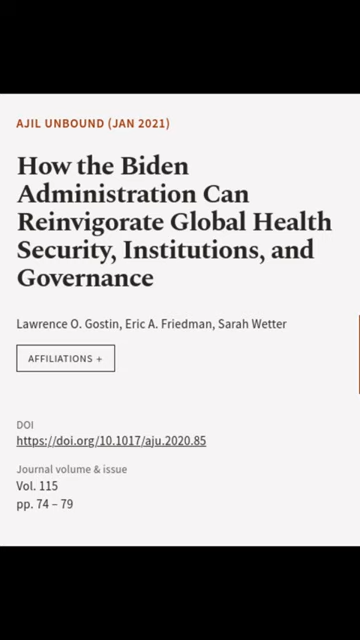 AJIL UNBOUND (JAN 2021)
How the Biden
Administration Can
Reinvigorate Global Health
Security, Institutions, and
Governance
Lawrence O. Gostin, Eric A. Friedman, Sarah Wetter
AFFILIATIONS +
DOI
https://doi.org/10.1017/aju.2020.85
Journal volume & issue
Vol. 115
pp. 74 – 79